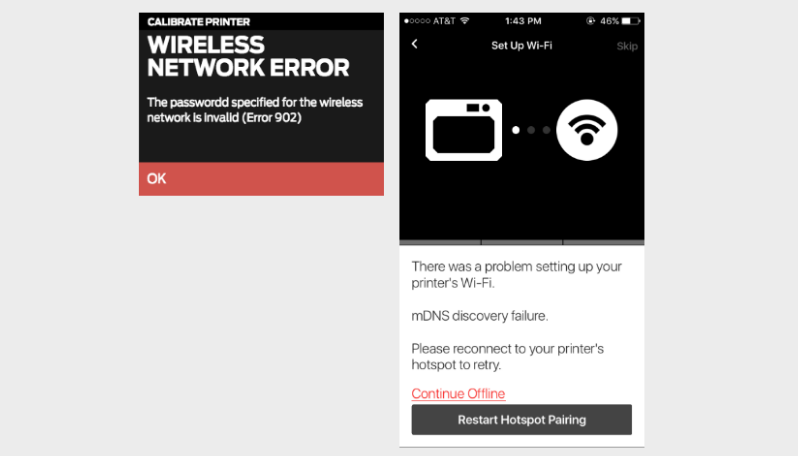 CALIBRATE PRINTER
WIRELESS
NETWORK ERROR
The passwordd specified for the wireless
network is invalid (Error 902)
OK
AT&T 1:43 PM 46%
Set Up Wi-Fi Skip
There was a problem setting up your
printer's Wi-Fi.
mDNS discovery failure.
Please reconnect to your printer's
hotspot to retry.
Continue Offline
Restart Hotspot Pairing